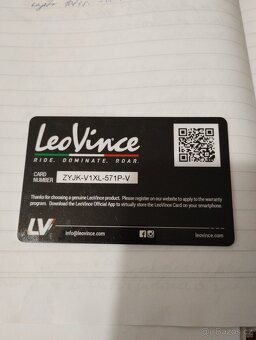 LeoVince
RIDE. DOMINATE. ROAR.
CARD
NUMBER
ZYJK-V1XL-571P-V
Thanks for choosing a genuine LeoVince product. Please register on our website to apply to the warranty
program. Download the LeoVince Official App to virtually store the LeoVince Card on your smartphone.
LV
info@leovince.com
leovince.com